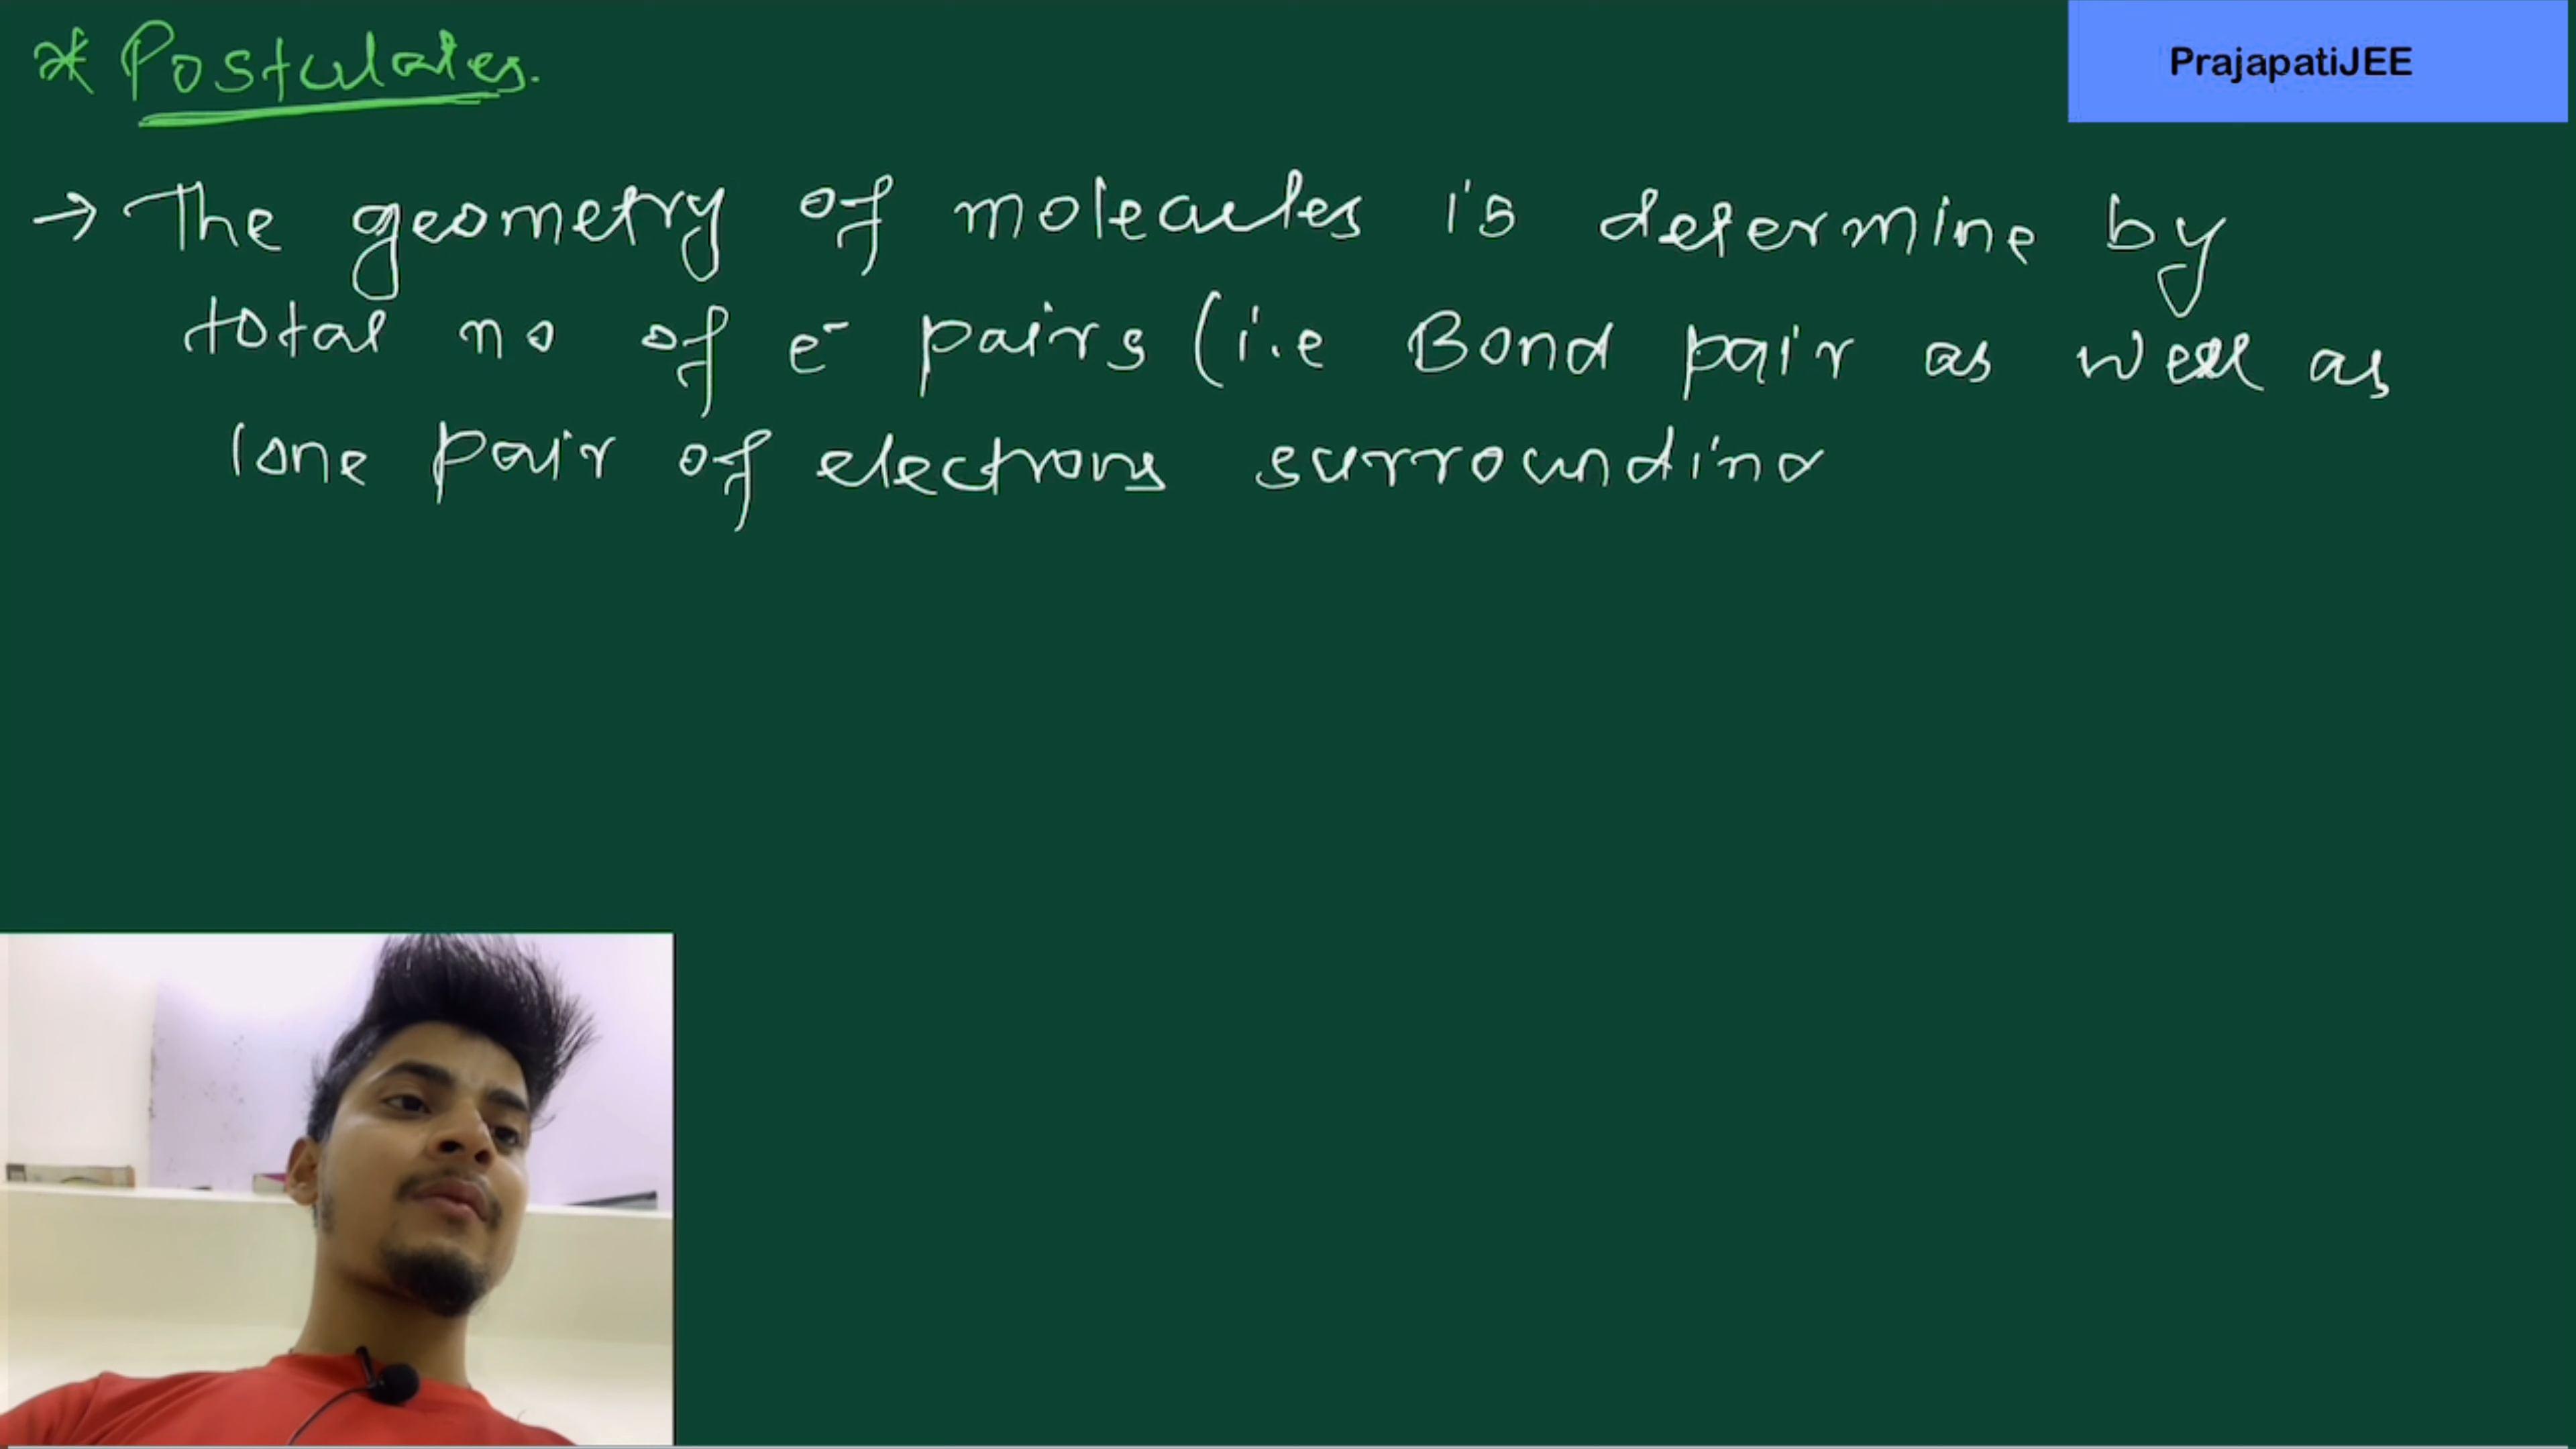 * Postulates.
PrajapatiJEE
→ The geometry of molecules is determine by
total no of e⁻ pairs (i.e Bond pair as well as
lone pair of electrons surrounding